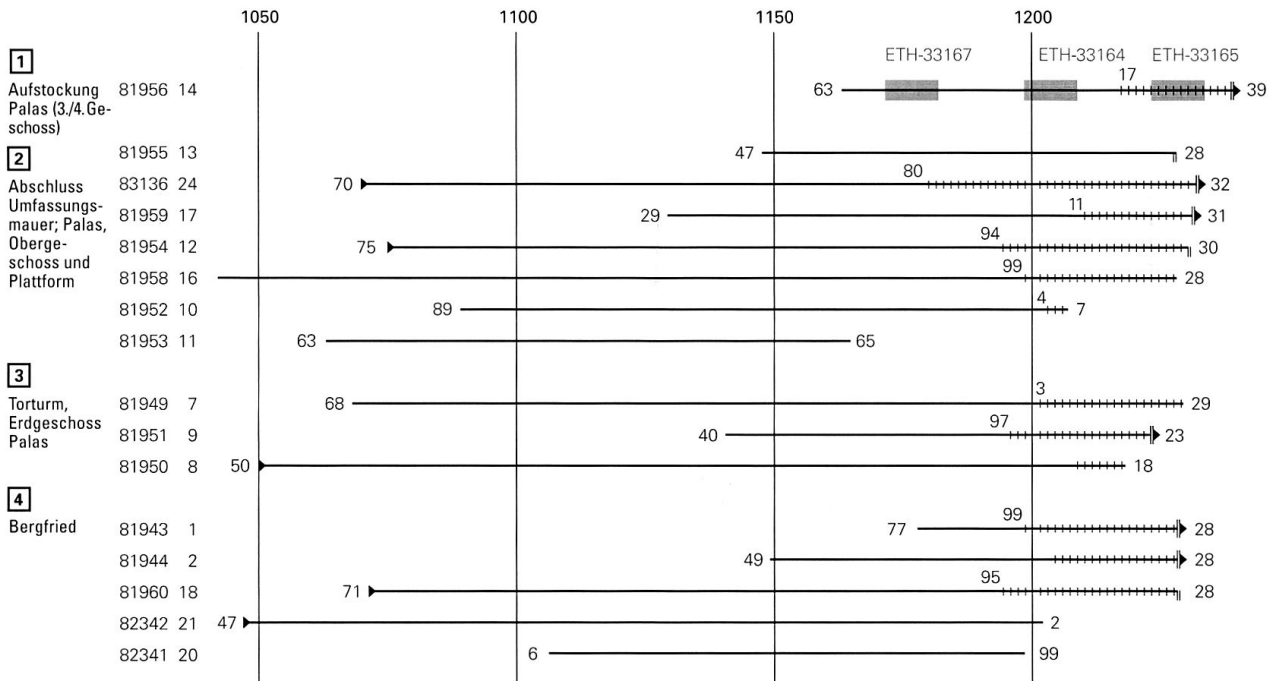 1050 1100 1150 1200
1
ETH-33167 ETH-33164 ETH-33165
17
Aufstockung 81956 14 63 39
Palas (3./4.Ge-
schoss)
81955 13 47 28
2
80
Abschluss 83136 24 70 32
Umfassungs-
11
mauer; Palas, 81959 17 29 31
Oberge-
94
schoss und 81954 12 75 30
Plattform
99
81958 16 28
4
81952 10 89 7
81953 11 63 65
3
3
Torturm, 81949 7 68 29
Erdgeschoss
97
Palas 81951 9 40 23
81950 8 50 18
4
99
Bergfried 81943 1 77 28
81944 2 49 28
95
81960 18 71 28
82342 21 47 2
82341 20 6 99